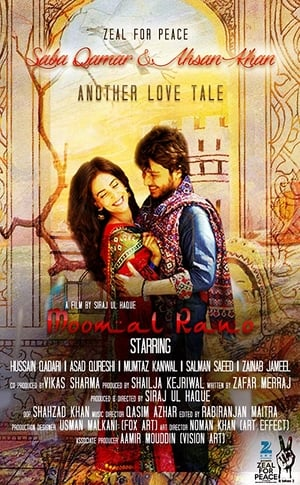 ZEAL FOR PEACE
Saba Qamar & Ahsan khan
ANOTHER LOVE TALE
A FILM BY SIRAJ UL HAQUE
Moomal Rano
STARRING
HUSSAIN QADARI | ASAD QURESHI | MUMTAZ KANWAL | SALMAN SAEED | ZAINAB JAMEEL
CO PRODUCED BY VIKAS SHARMA PRODUCED BY SHAILJA KEJRIWAL WRITTEN BY ZAFAR MERRAJ
PRODUCED & DIRECTED BY SIRAJ UL HAQUE
DOP SHAHZAD KHAN MUSIC DIRECTOR QASIM AZHAR EDITED BY RABIRANJAN MAITRA
PRODUCTION DESIGNER USMAN MALKANI (FOX ART) ART DIRECTOR NOMAN KHAN (ART EFFECT)
ASSOCIATE PRODUCER AAMIR MOUDDIN (VISION ART)
ZEAL
FOR
PEACE